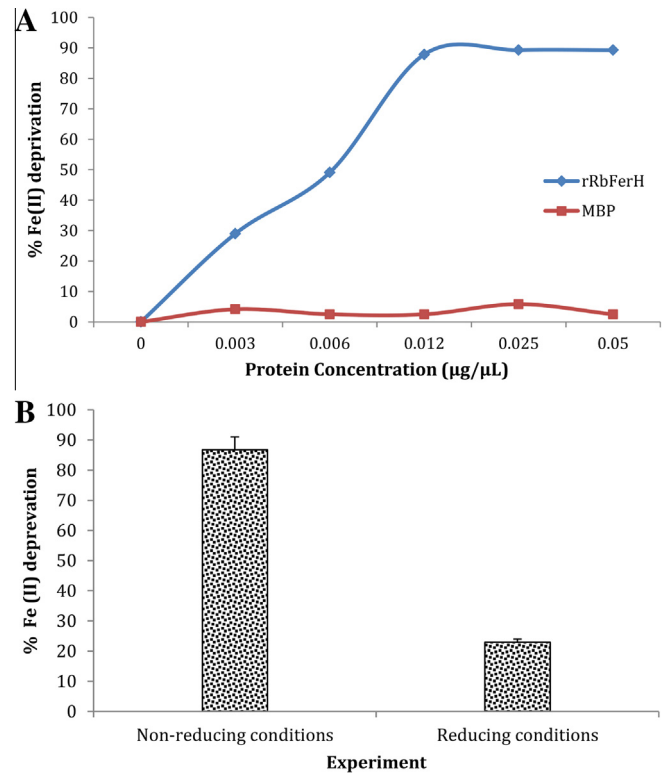 A
100
90
80
70
60
50
40
30
20
10
0
% Fe(II) deprivation
rRbFerH
MBP
0 0.003 0.006 0.012 0.025 0.05
Protein Concentration (µg/µL)
B
100
90
80
70
60
50
40
30
20
10
0
% Fe (II) deprevation
Non-reducing conditions Reducing conditions
Experiment